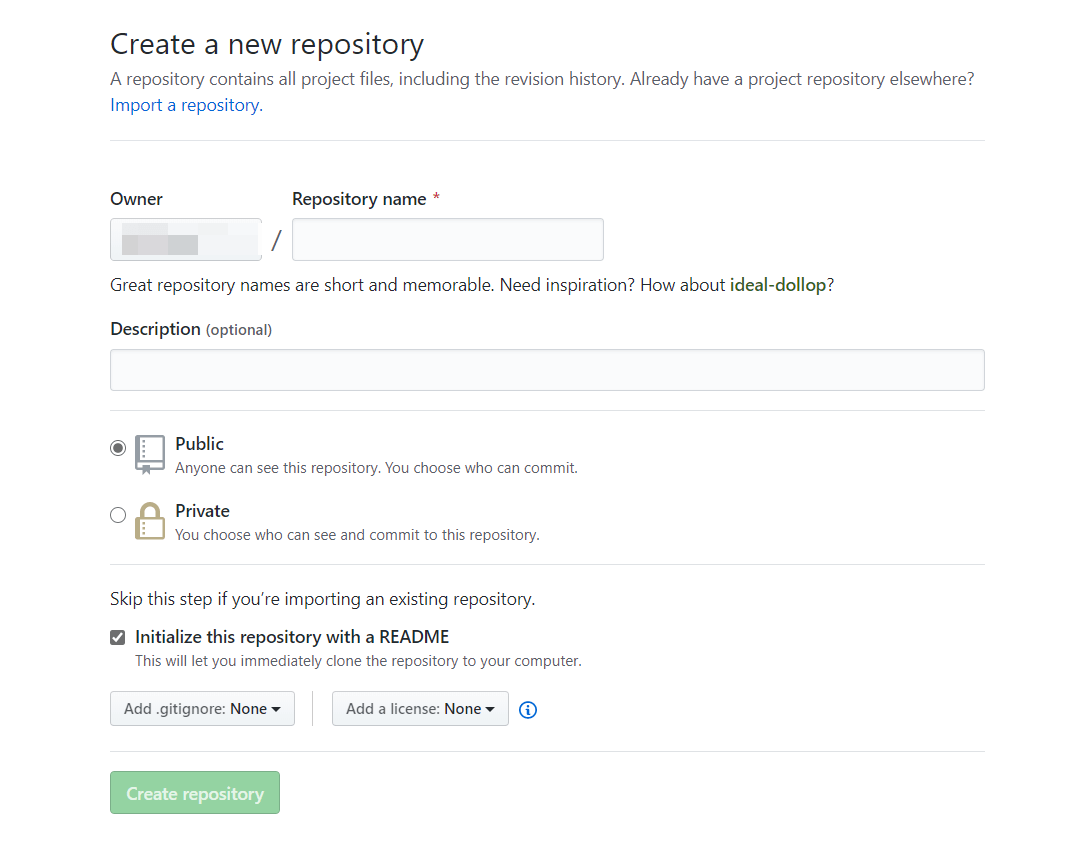 Create a new repository
A repository contains all project files, including the revision history. Already have a project repository elsewhere?
Import a repository.
Owner
Repository name *
/
Great repository names are short and memorable. Need inspiration? How about ideal-dollop?
Description (optional)
Public
Anyone can see this repository. You choose who can commit.
Private
You choose who can see and commit to this repository.
Skip this step if you’re importing an existing repository.
Initialize this repository with a README
This will let you immediately clone the repository to your computer.
Add .gitignore: None
Add a license: None
Create repository